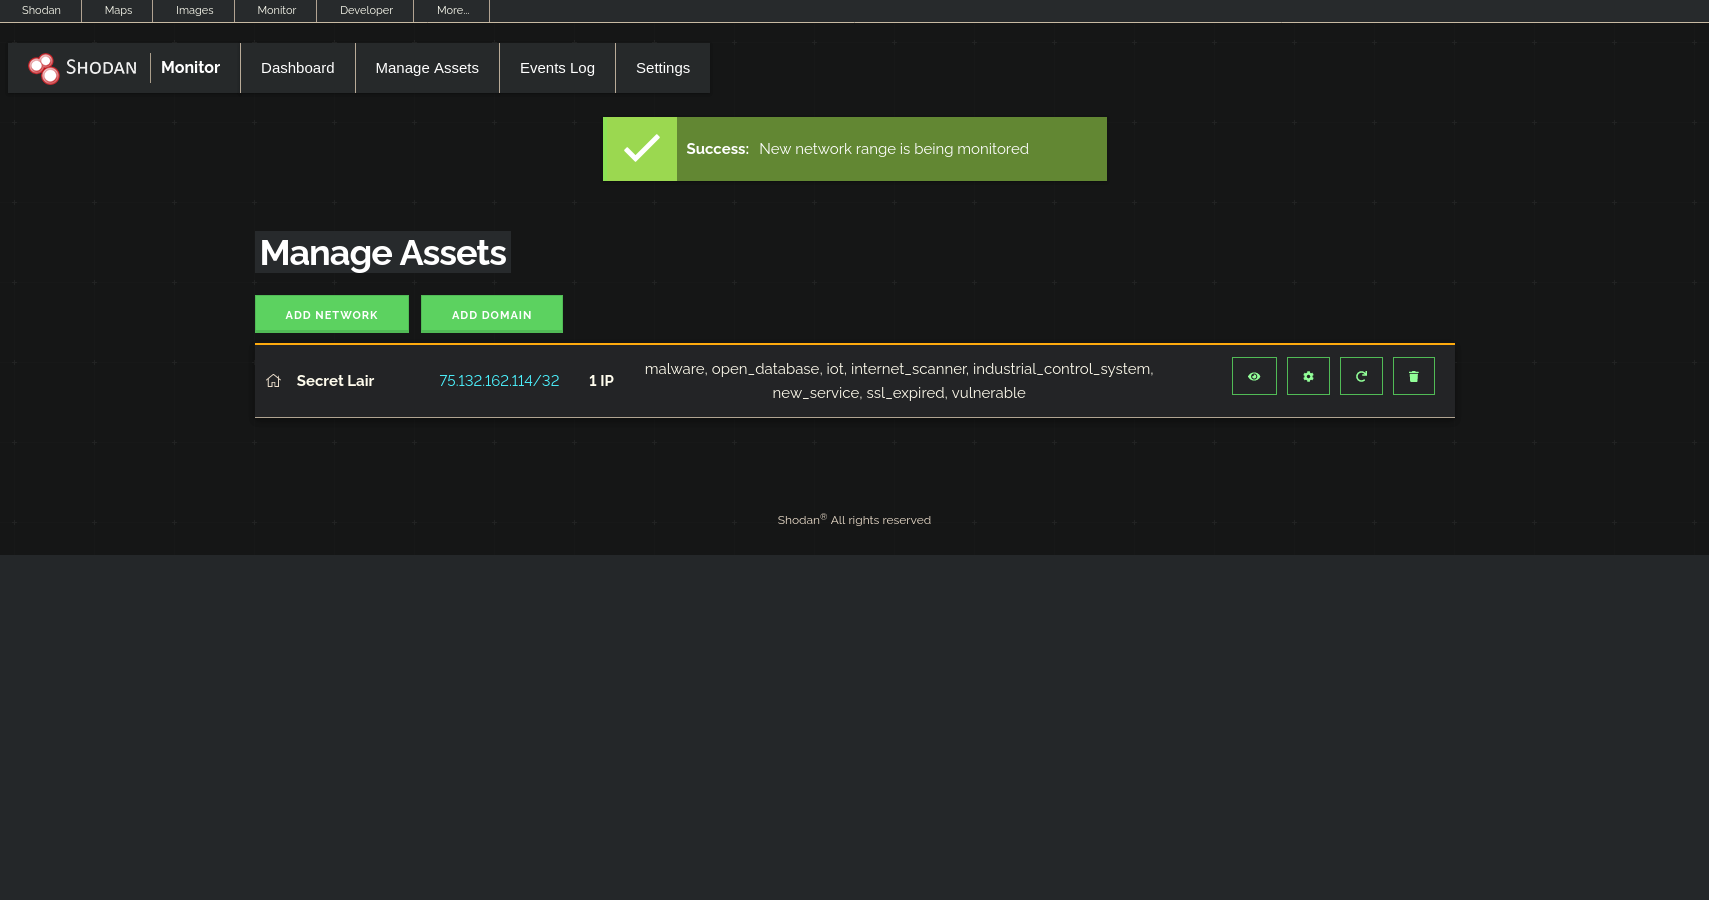 Shodan Maps Images Monitor Developer More...
SHODAN Monitor Dashboard Manage Assets Events Log Settings
Success: New network range is being monitored
Manage Assets
ADD NETWORK ADD DOMAIN
Secret Lair 75.132.162.114/32 1 IP malware, open_database, iot, internet_scanner, industrial_control_system,
new_service, ssl_expired, vulnerable
Shodan® All rights reserved